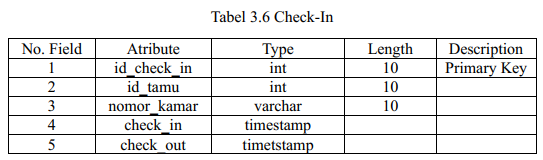 Tabel 3.6 Check-In
No. Field Atribute Type Length Description
1 id_check_in int 10 Primary Key
2 id_tamu int 10
3 nomor_kamar varchar 10
4 check_in timestamp
5 check_out timetstamp